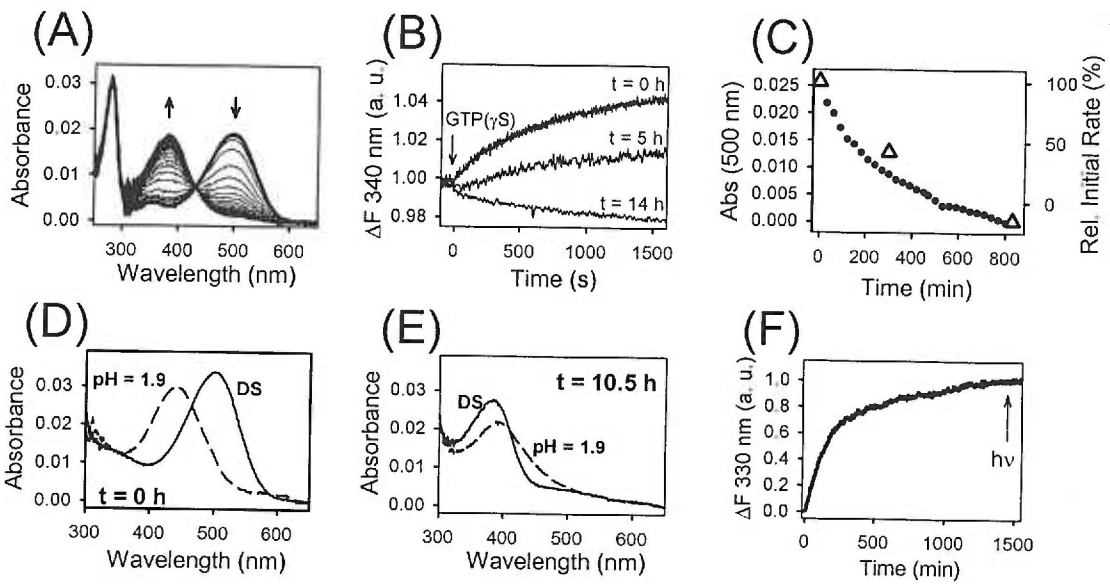 (A)
Absorbance
0.03
0.02
0.01
0.00
300 400 500 600
Wavelength (nm)
(B)
ΔF 340 nm (a. u.)
1.04
1.02
1.00
0.98
GTP(γS)
t = 0 h
t = 5 h
t = 14 h
0 500 1000 1500
Time (s)
(C)
Abs (500 nm)
0.025
0.020
0.015
0.010
0.005
0.000
100
50
0
Rel. Initial Rate (%)
0 200 400 600 800
Time (min)
(D)
Absorbance
0.03
0.02
0.01
0.00
pH = 1.9
DS
t = 0 h
300 400 500 600
Wavelength (nm)
(E)
Absorbance
0.03
0.02
0.01
0.00
t = 10.5 h
DS
pH = 1.9
300 400 500 600
Wavelength (nm)
(F)
ΔF 330 nm (a. u.)
1.0
0.8
0.6
0.4
0.2
0.0
hν
0 500 1000 1500
Time (min)